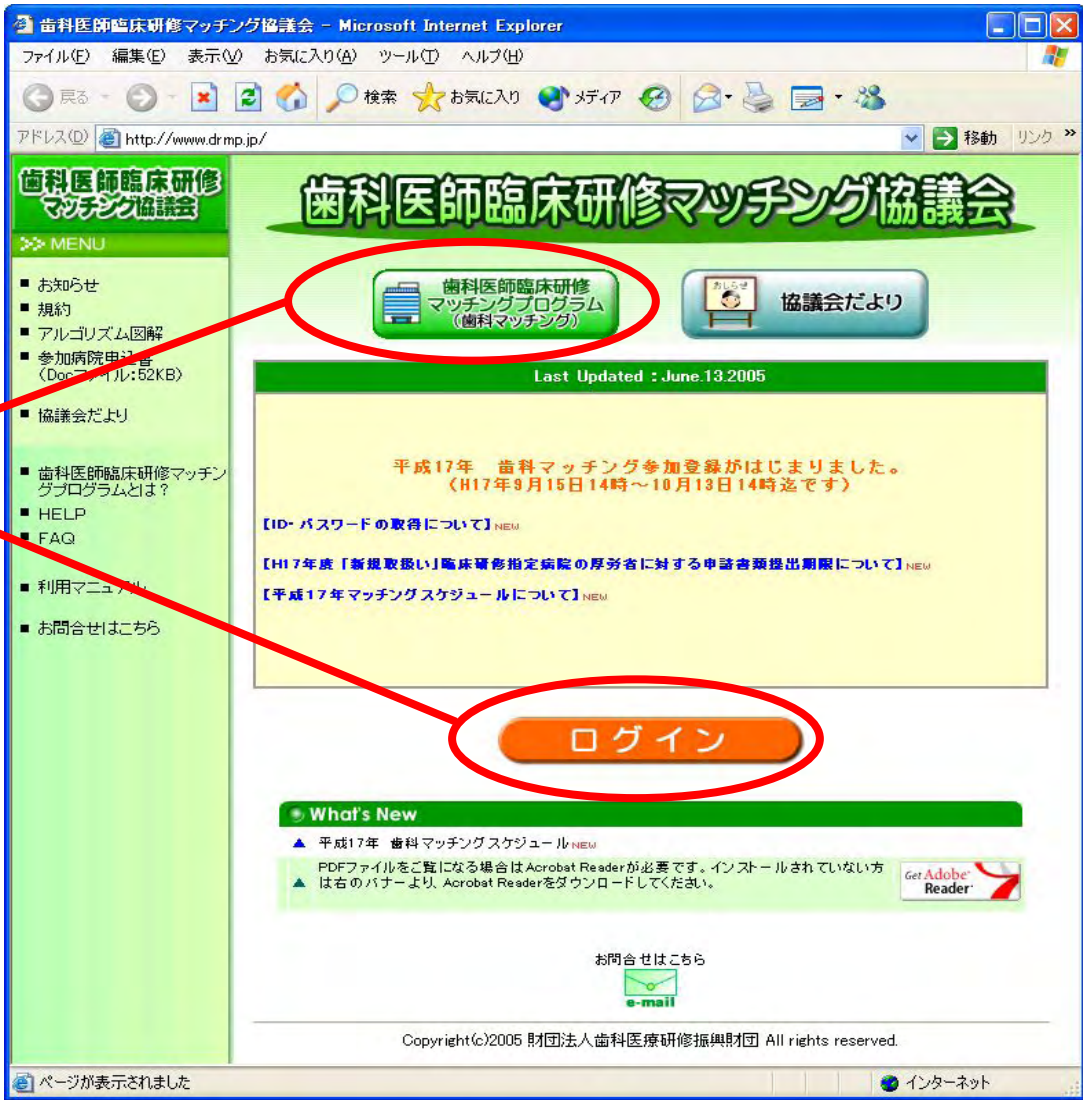 歯科医師臨床研修マッチング協議会 - Microsoft Internet Explorer
ファイル(F) 編集(E) 表示(V) お気に入り(A) ツール(T) ヘルプ(H)
戻る 検索 お気に入り メディア
アドレス(D) http://www.drmp.jp/ 移動 リンク »
歯科医師臨床研修
マッチング協議会
>> MENU
■ お知らせ
■ 規約
■ アルゴリズム図解
■ 参加病院申込書
(Docファイル:52KB)
■ 協議会だより
■ 歯科医師臨床研修マッチン
グプログラムとは?
■ HELP
■ FAQ
■ 利用マニュアル
■ お問合せはこちら
歯科医師臨床研修マッチング協議会
歯科医師臨床研修
マッチングプログラム
(歯科マッチング)
おしらせ
協議会だより
Last Updated : June.13.2005
平成17年 歯科マッチング参加登録がはじまりました。
(H17年9月15日14時~10月13日14時迄です)
【ID・パスワードの取得について】NEW
【H17年度「新規取扱い」臨床研修指定病院の厚労省に対する申請書類提出期限について】NEW
【平成17年マッチングスケジュールについて】NEW
ログイン
What's New
▲ 平成17年 歯科マッチングスケジュール NEW
PDFファイルをご覧になる場合はAcrobat Readerが必要です。インストールされていない方
▲ は右のバナーより、Acrobat Readerをダウンロードしてください。
Get Adobe
Reader
お問合せはこちら
e-mail
Copyright(c)2005 財団法人歯科医療研修振興財団 All rights reserved.
ページが表示されました インターネット